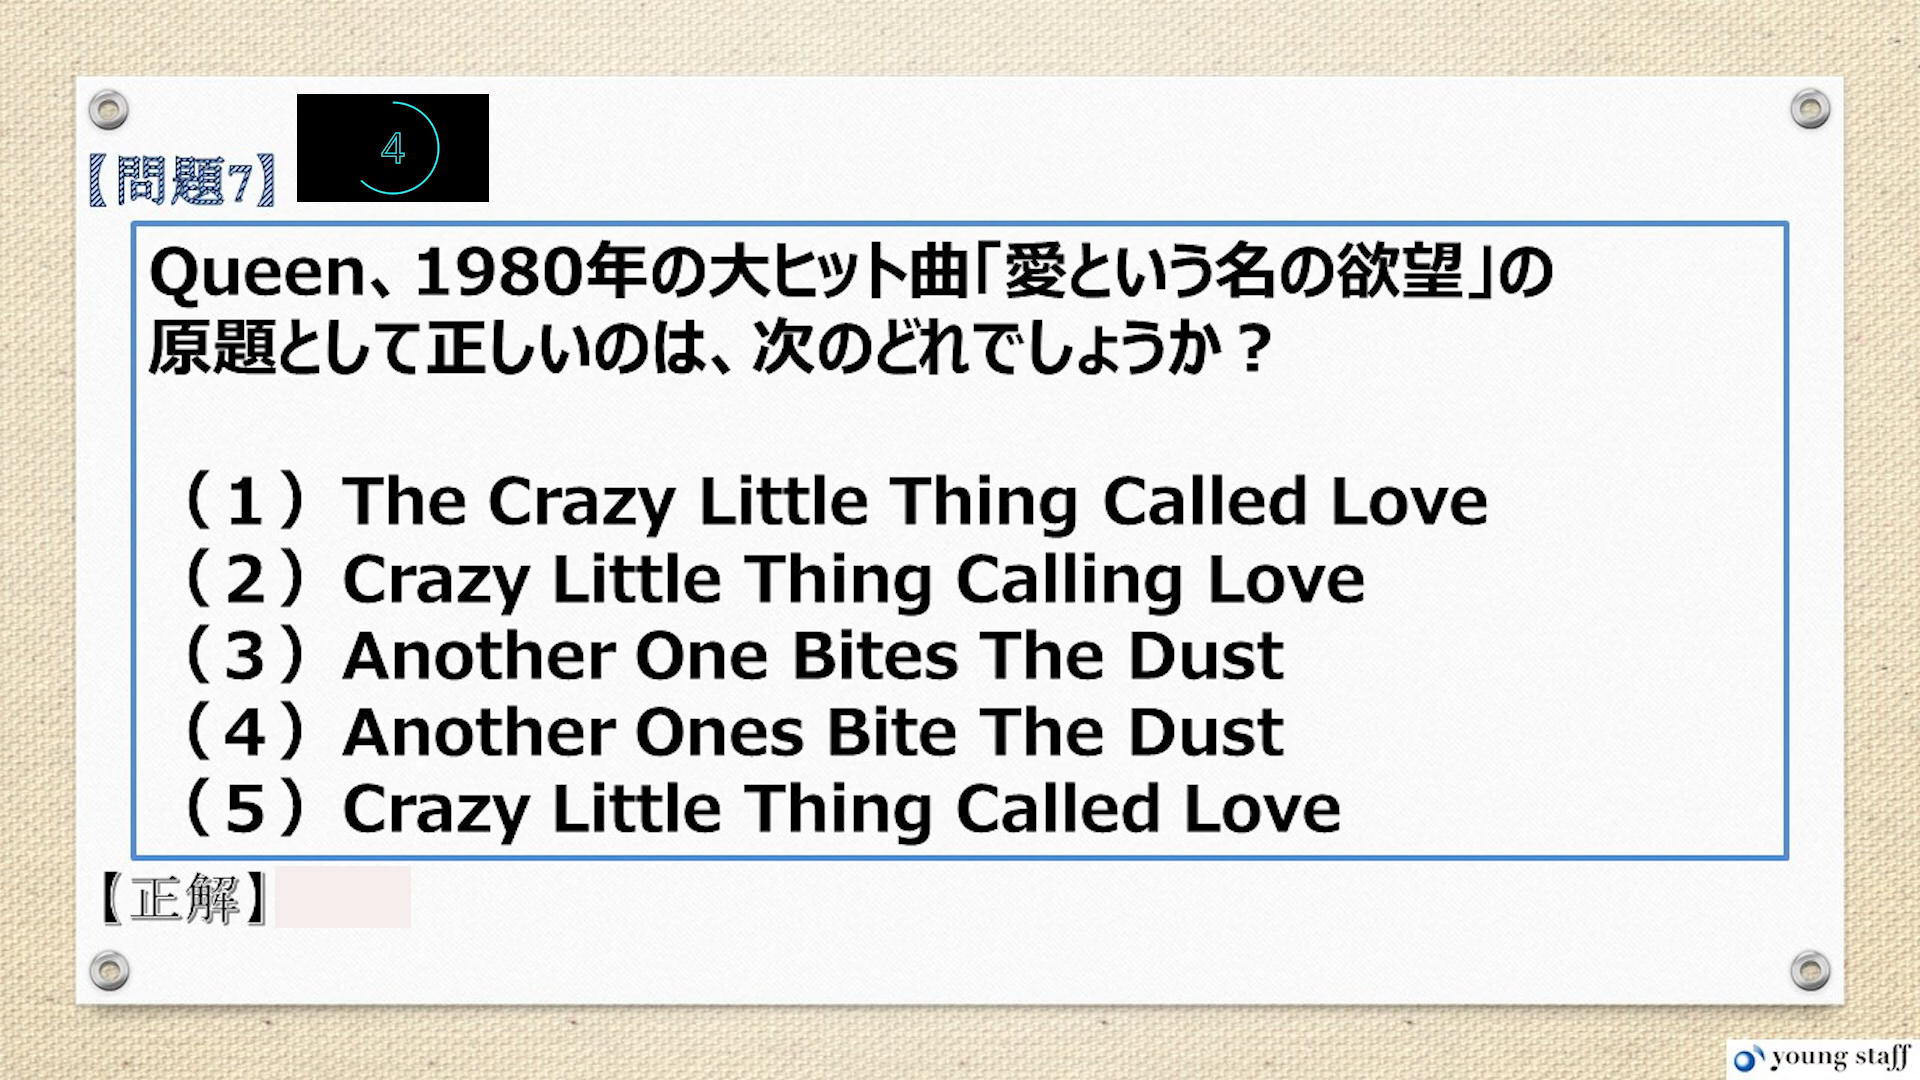 【問題7】
4
Queen、1980年の大ヒット曲「愛という名の欲望」の
原題として正しいのは、次のどれでしょうか？
（１）The Crazy Little Thing Called Love
（２）Crazy Little Thing Calling Love
（３）Another One Bites The Dust
（４）Another Ones Bite The Dust
（５）Crazy Little Thing Called Love
【正解】
young staff